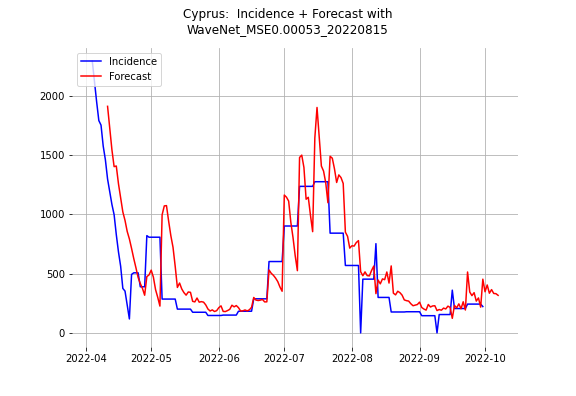 Cyprus:  Incidence + Forecast with
WaveNet_MSE0.00053_20220815
Incidence
Forecast
2000
1500
1000
500
0
2022-04 2022-05 2022-06 2022-07 2022-08 2022-09 2022-10